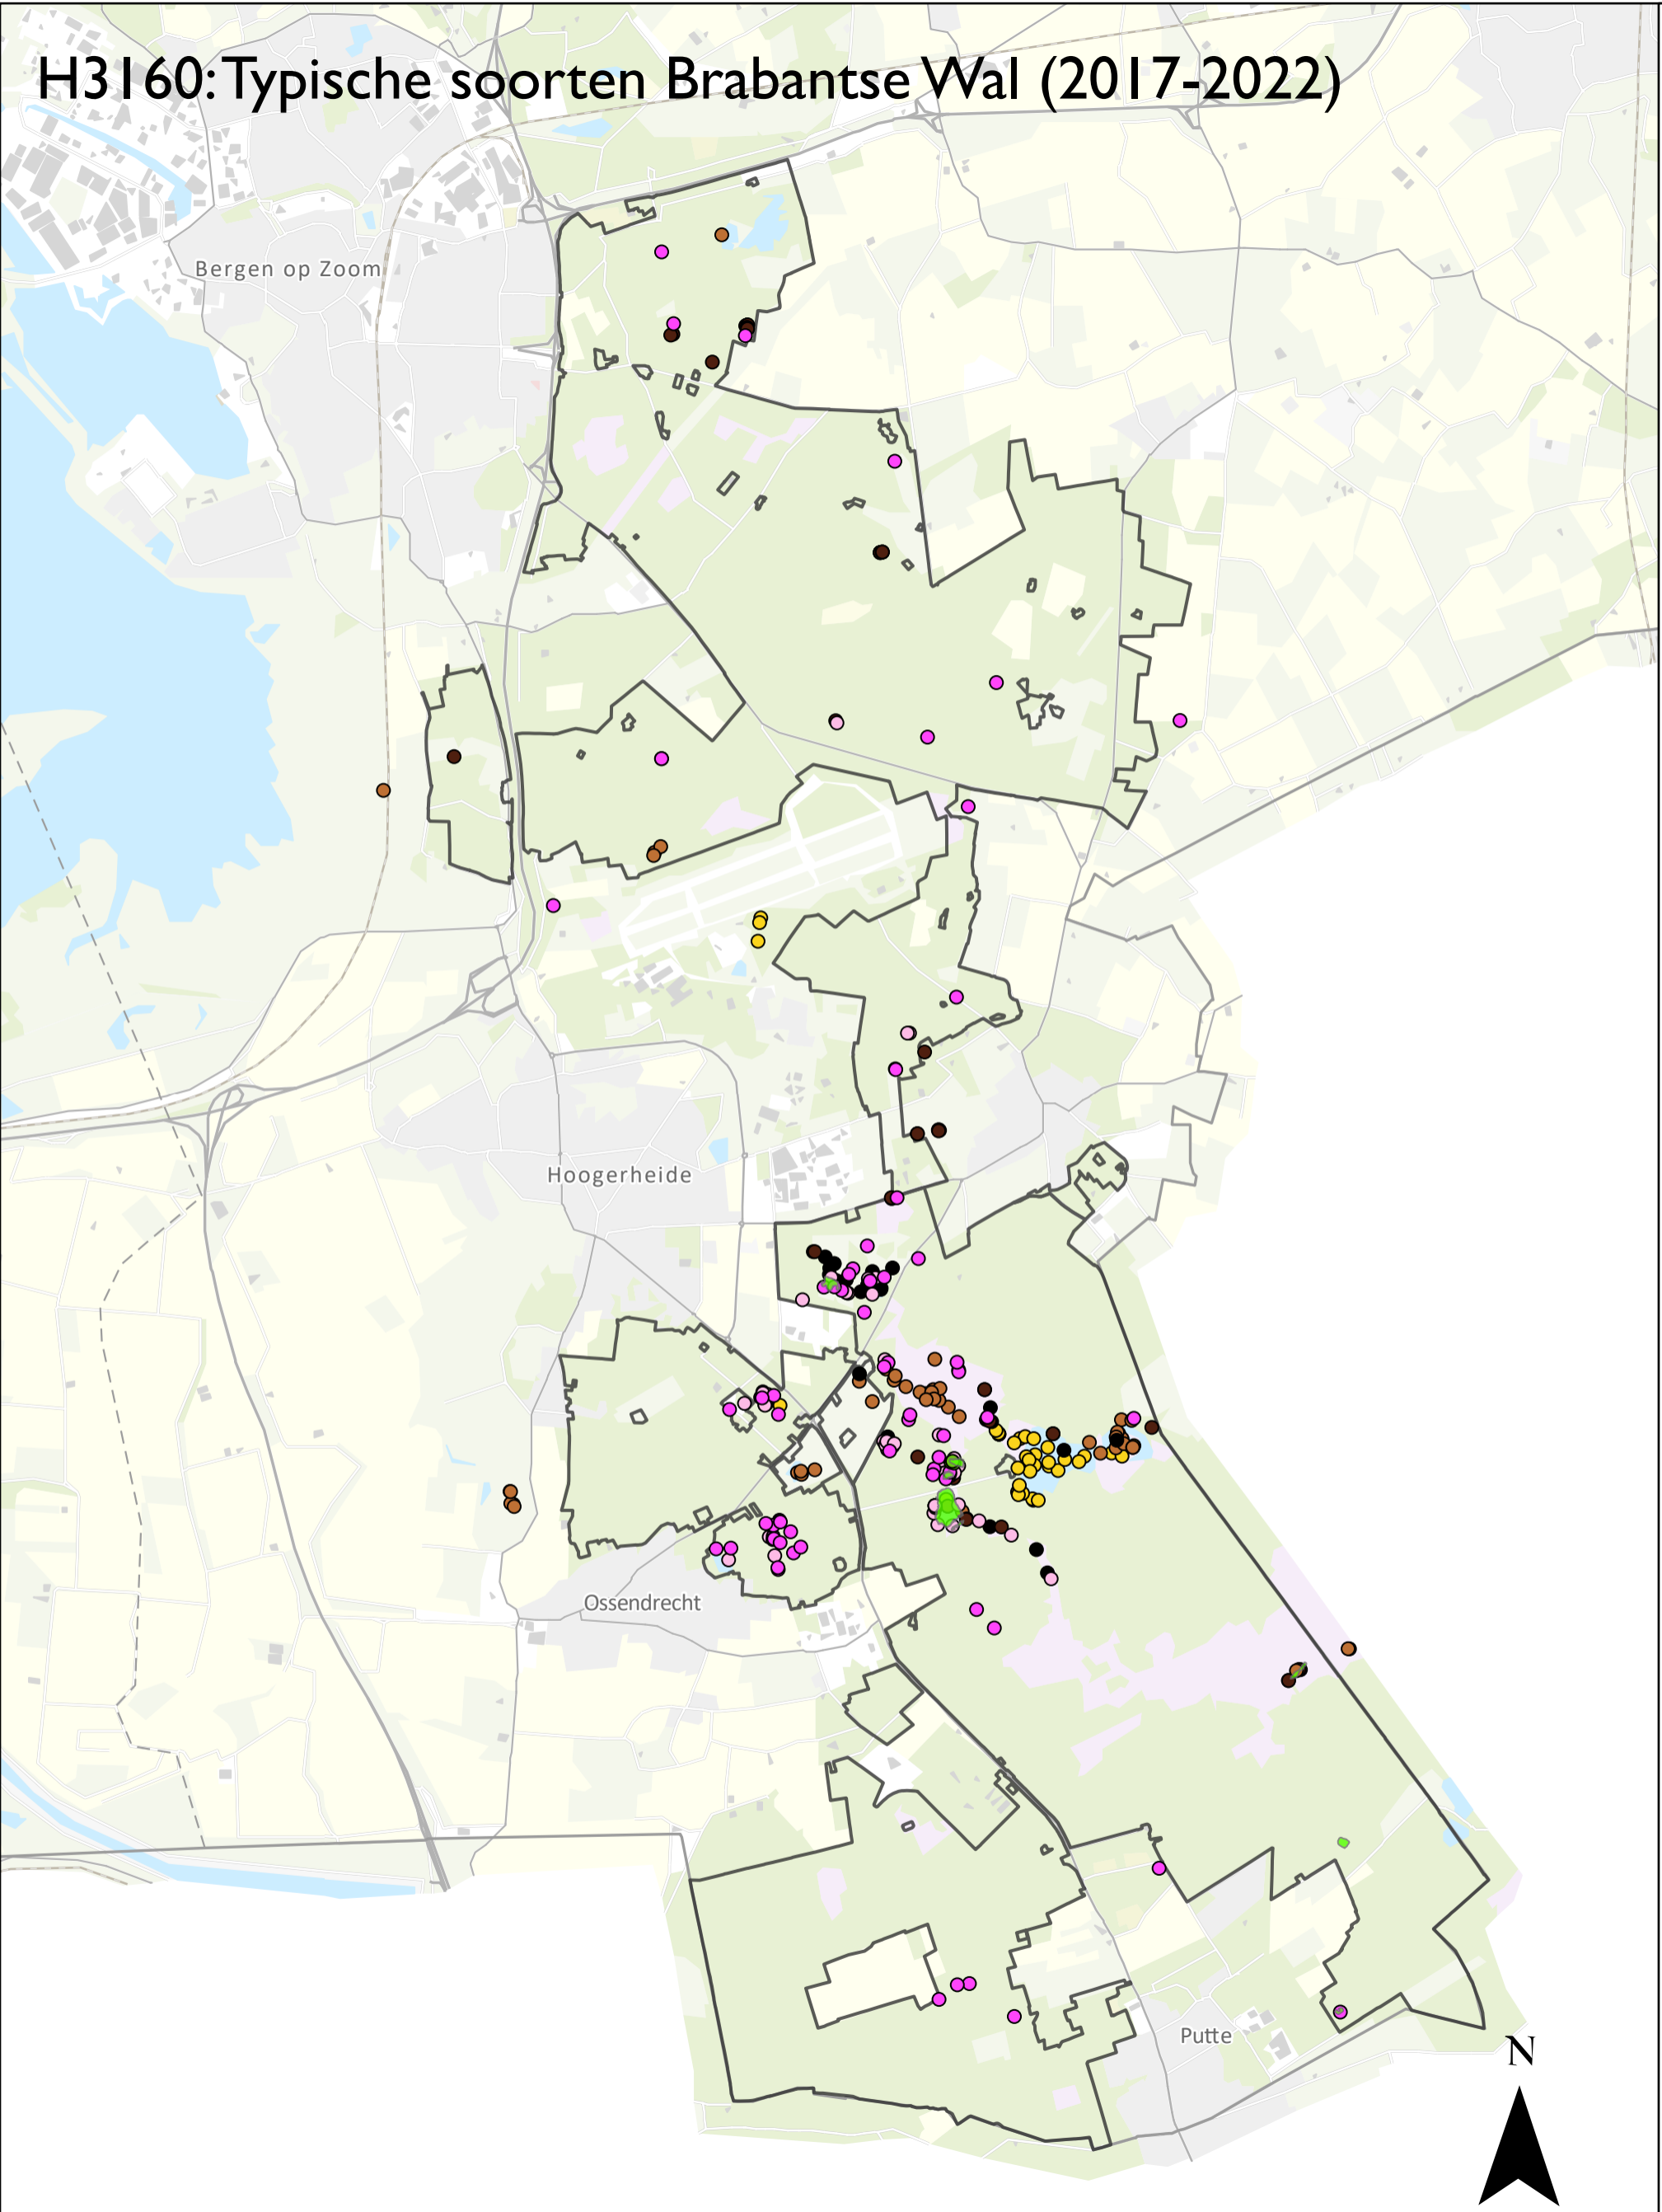 H3160: Typische soorten Brabantse Wal (2017-2022)
Bergen op Zoom
Hoogerheide
Ossendrecht
Putte
N